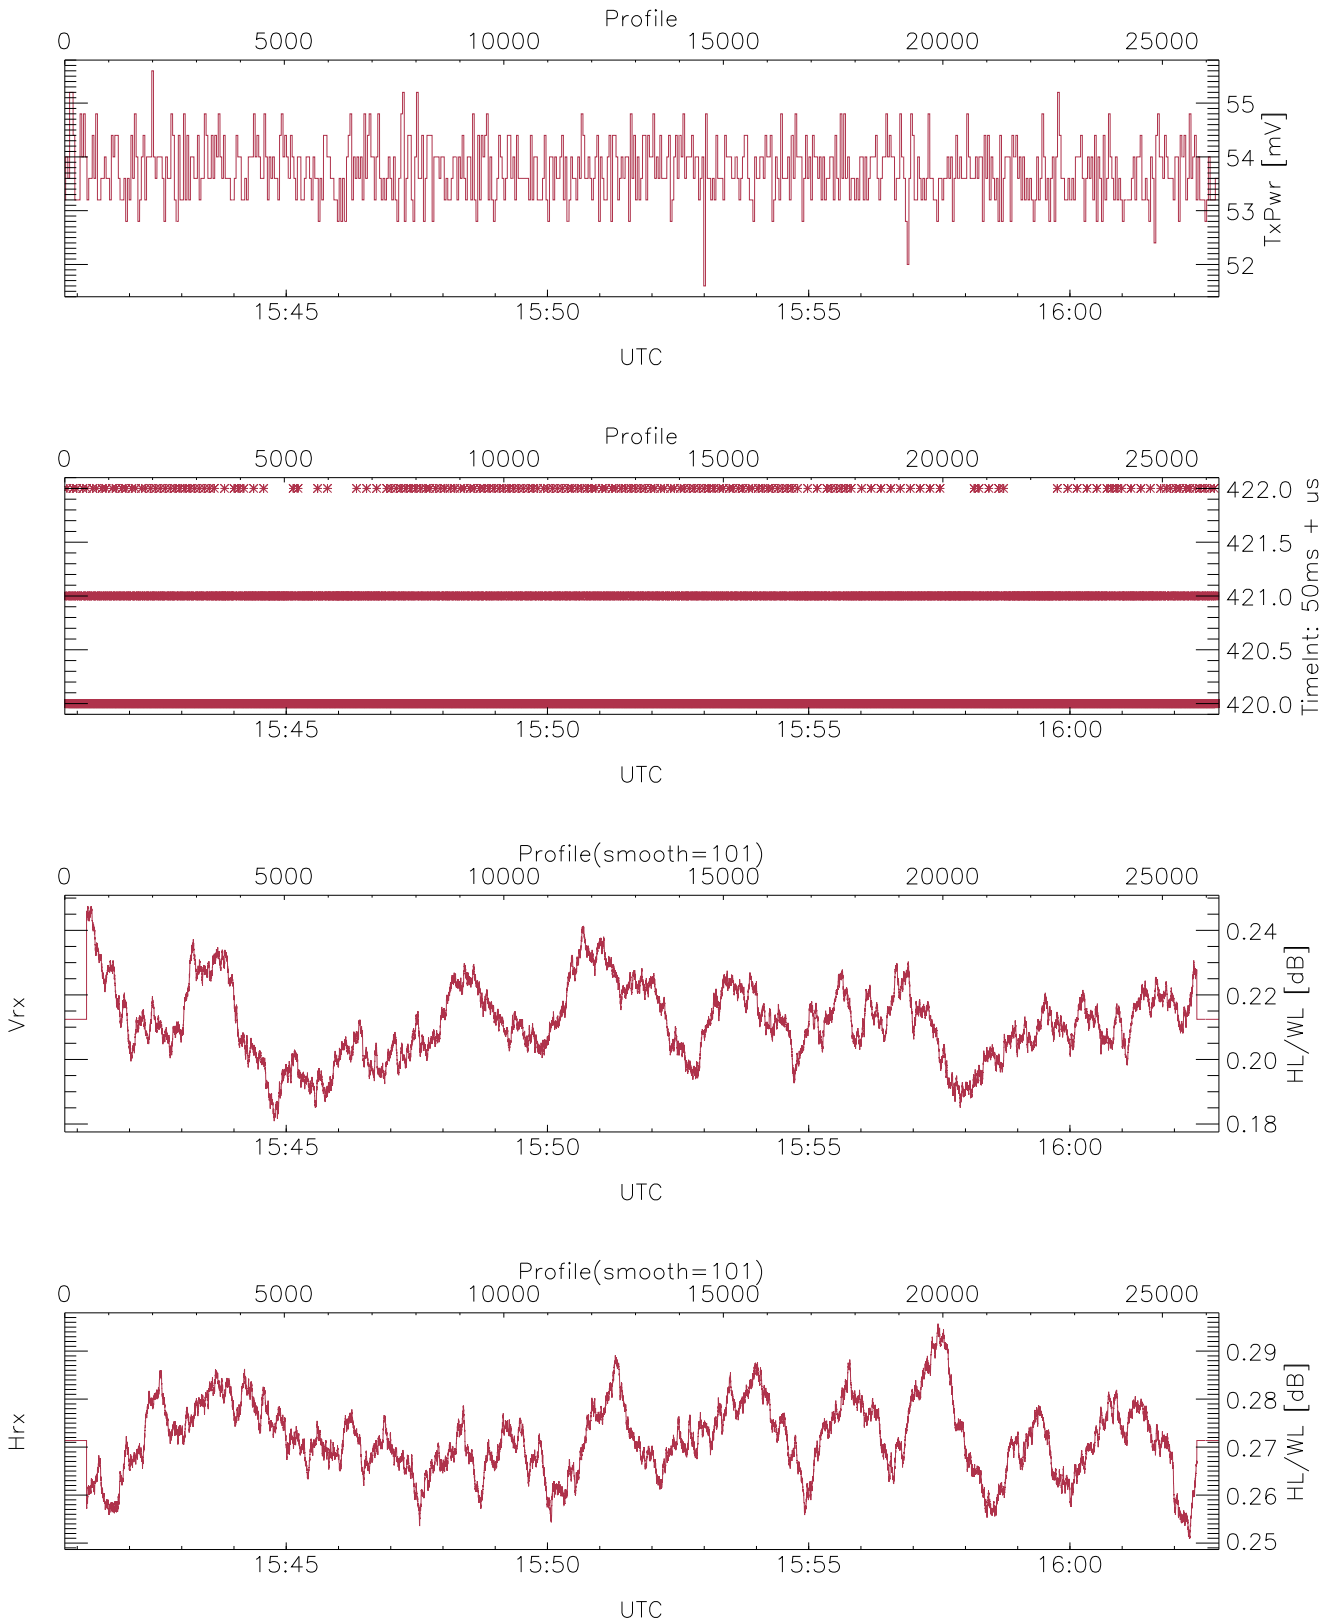 Profile
0 5000 10000 15000 20000 25000
55
54
53
52
TxPwr [mV]
15:45 15:50 15:55 16:00
UTC
Profile
0 5000 10000 15000 20000 25000
422.0
421.5
421.0
420.5
420.0
TimeInt: 50ms + us
15:45 15:50 15:55 16:00
UTC
Profile(smooth=101)
0 5000 10000 15000 20000 25000
Vrx
0.24
0.22
0.20
0.18
HL/WL [dB]
15:45 15:50 15:55 16:00
UTC
Profile(smooth=101)
0 5000 10000 15000 20000 25000
Hrx
0.29
0.28
0.27
0.26
0.25
HL/WL [dB]
15:45 15:50 15:55 16:00
UTC